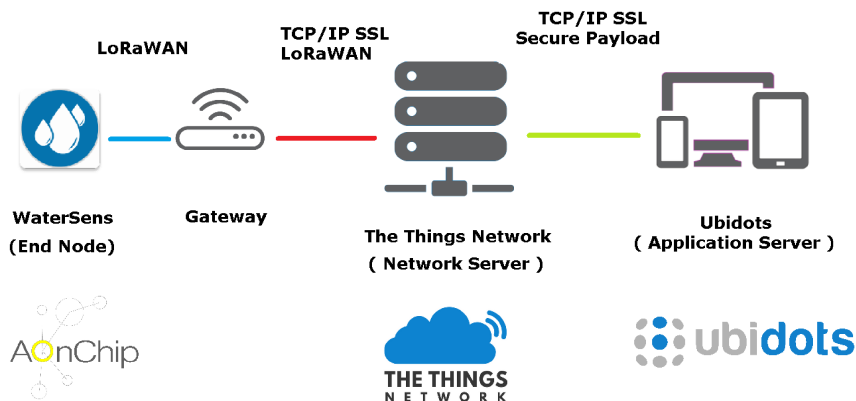 LoRaWAN
TCP/IP SSL
LoRaWAN
TCP/IP SSL
Secure Payload
WaterSens
(End Node)
Gateway
The Things Network
( Network Server )
Ubidots
( Application Server )
AOnChip
THE THINGS
NETWORK
ubidots